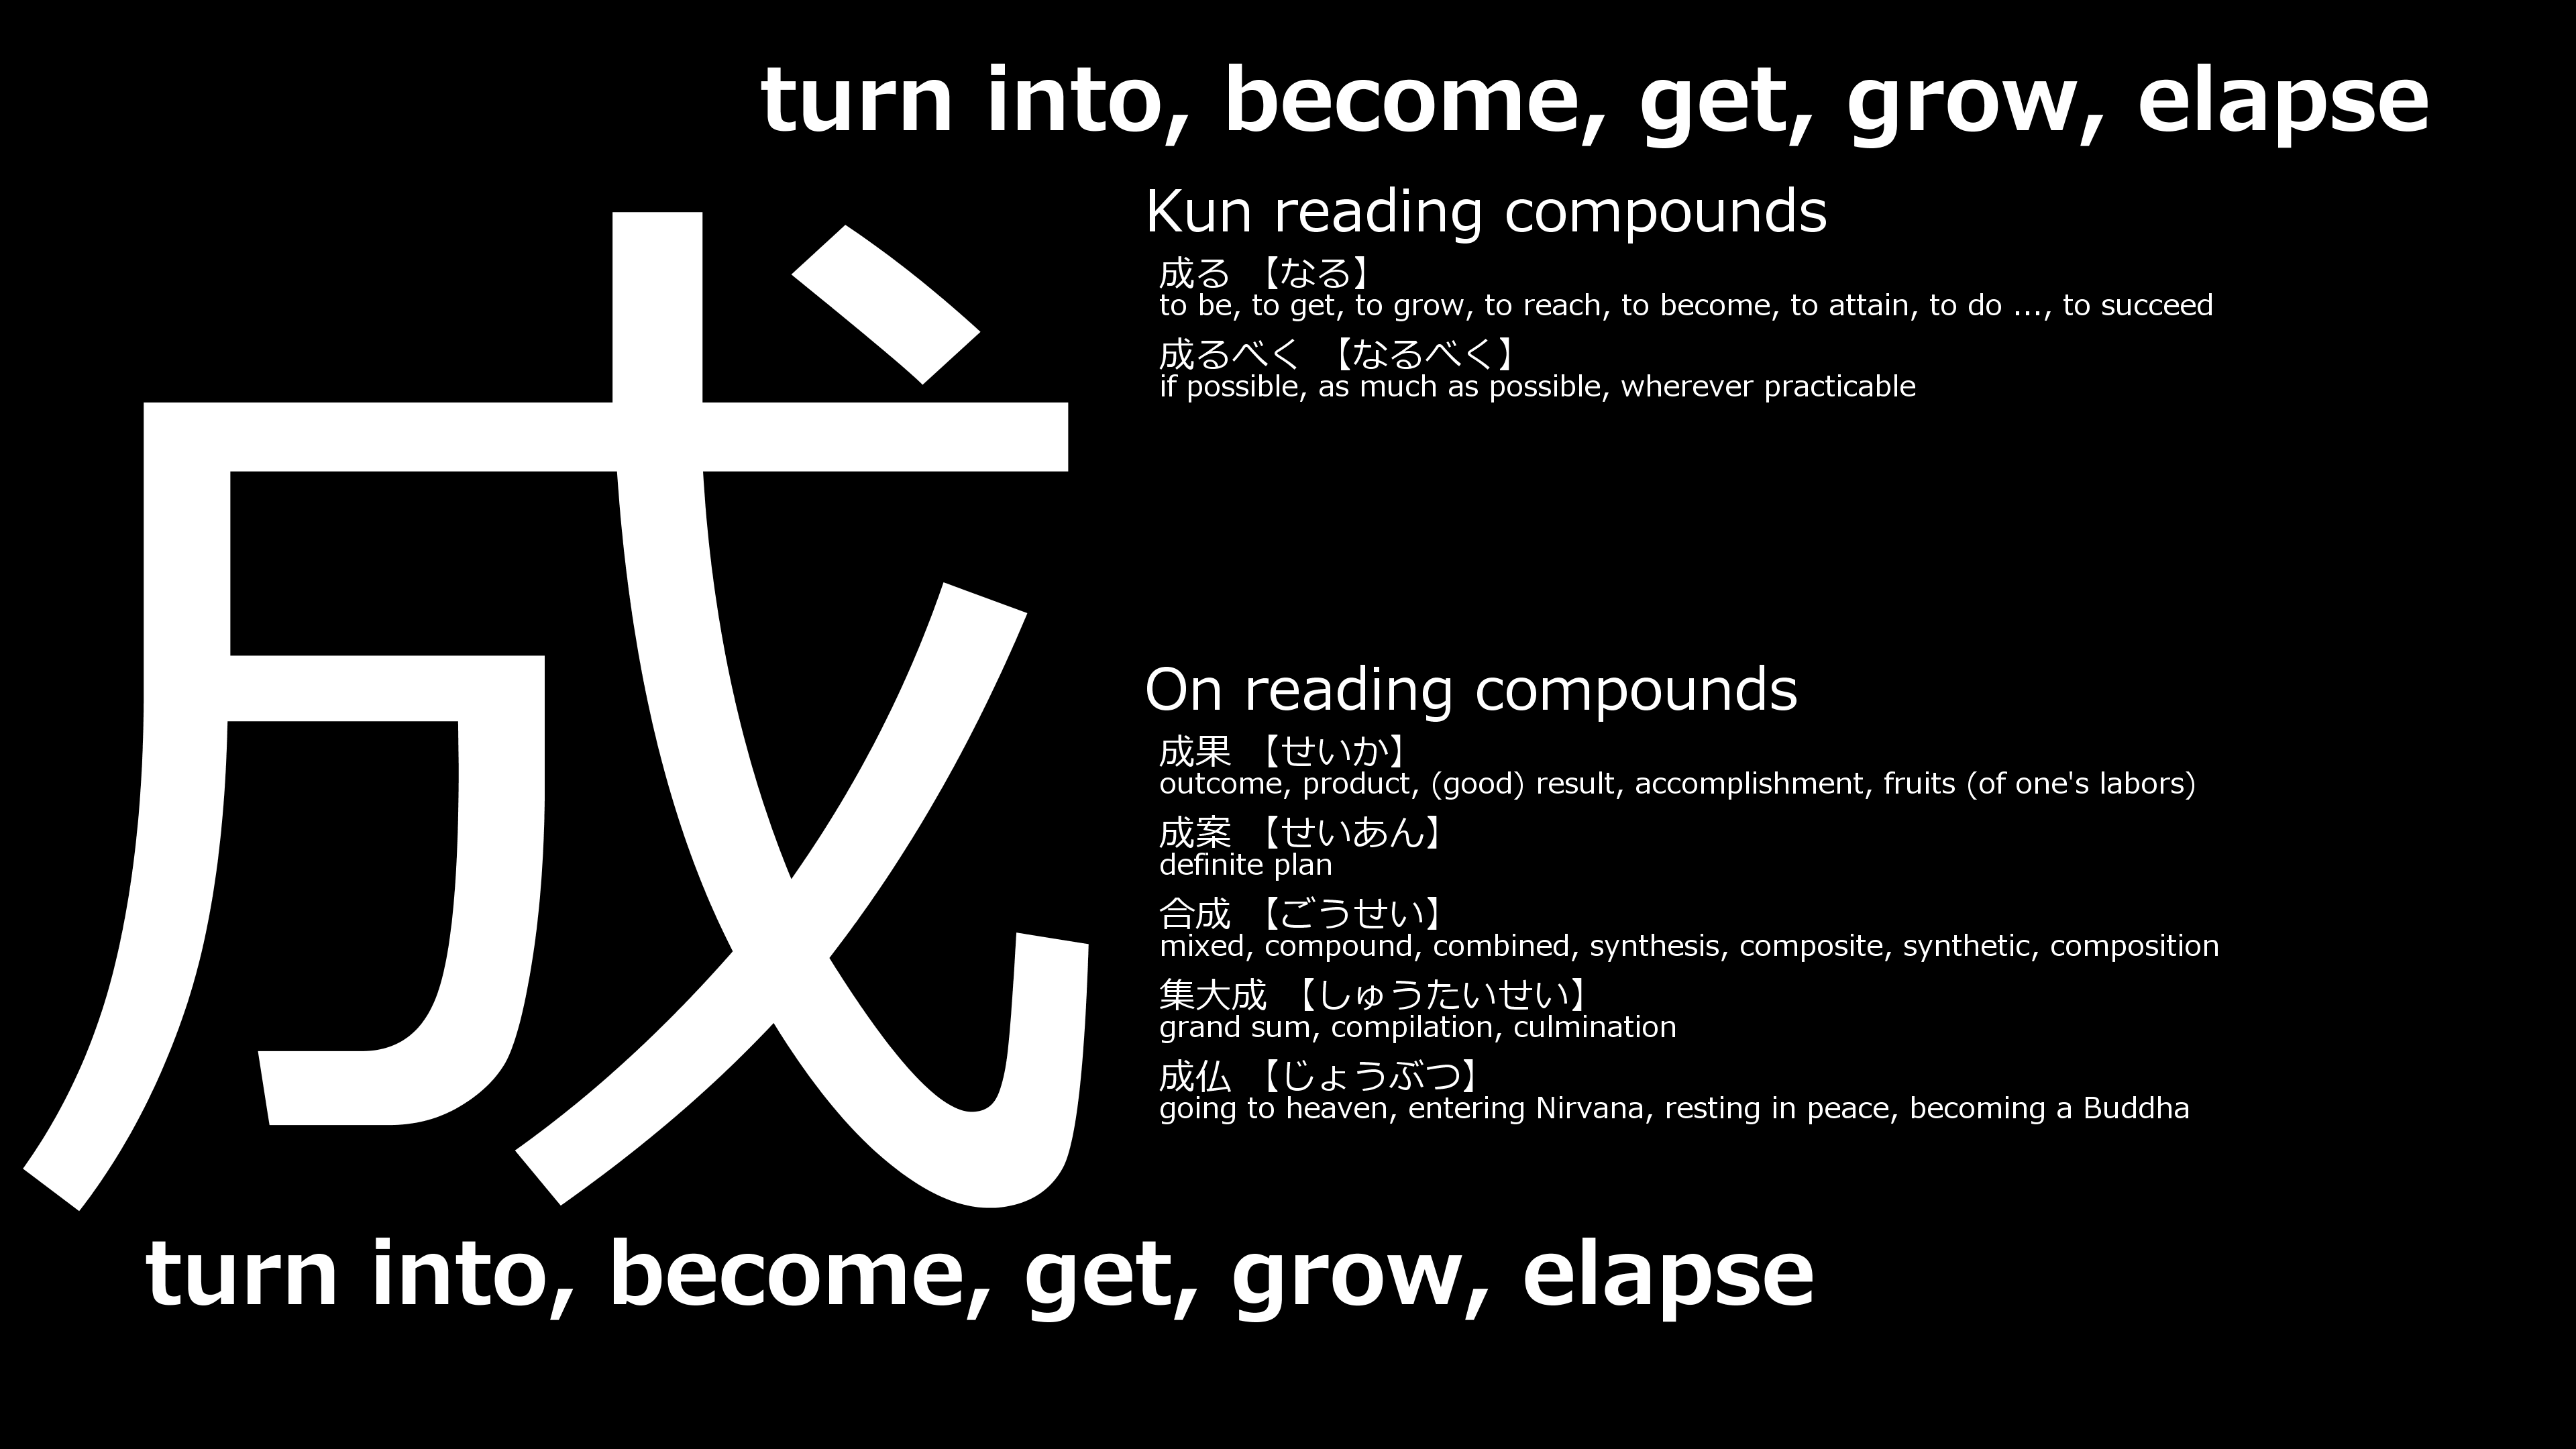 turn into, become, get, grow, elapse
成
Kun reading compounds
成る 【なる】
to be, to get, to grow, to reach, to become, to attain, to do ..., to succeed
成るべく 【なるべく】
if possible, as much as possible, wherever practicable
On reading compounds
成果 【せいか】
outcome, product, (good) result, accomplishment, fruits (of one's labors)
成案 【せいあん】
definite plan
合成 【ごうせい】
mixed, compound, combined, synthesis, composite, synthetic, composition
集大成 【しゅうたいせい】
grand sum, compilation, culmination
成仏 【じょうぶつ】
going to heaven, entering Nirvana, resting in peace, becoming a Buddha
turn into, become, get, grow, elapse